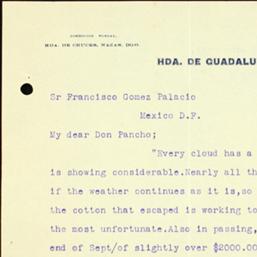 HDA. DE CRUCES, NAZAS, DGO.
HDA. DE GUADALU
Sr Francisco Gomez Palacio
Mexico D.F.
My dear Don Pancho;
"Every cloud has a
is showing considerable.Nearly all th
if the weather continues as it is,so
the cotton that escaped is working to
the most unfortunate.Also in passing,
end of Sept/of slightly over $2000.00